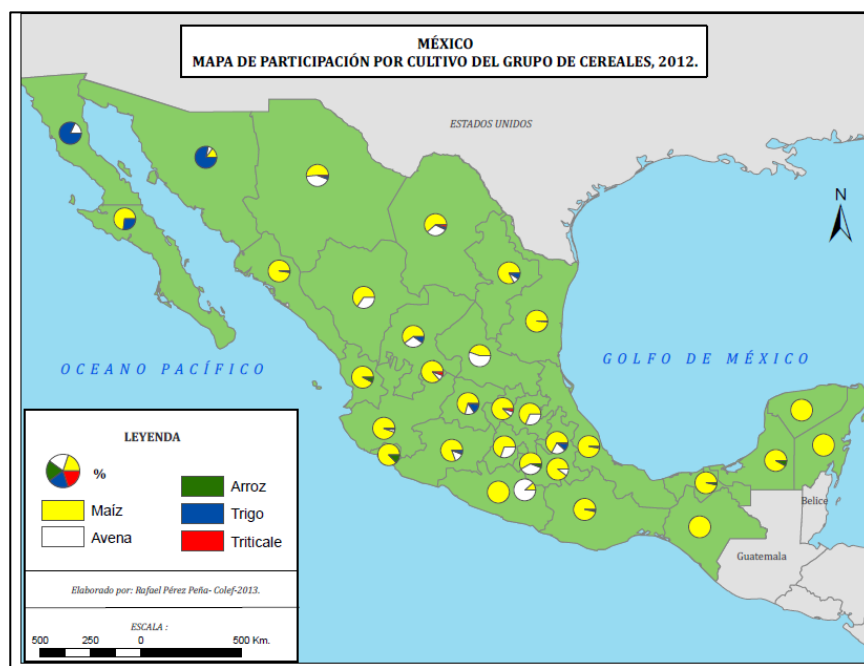 MÉXICO
MAPA DE PARTICIPACIÓN POR CULTIVO DEL GRUPO DE CEREALES, 2012.
ESTADOS UNIDOS
N
OCEANO PACÍFICO
GOLFO DE MÉXICO
LEYENDA
%
Maíz
Avena
Arroz
Trigo
Triticale
Elaborado por: Rafael Pérez Peña- Colef-2013.
ESCALA :
500 250 0 500 Km.
Belice
Guatemala